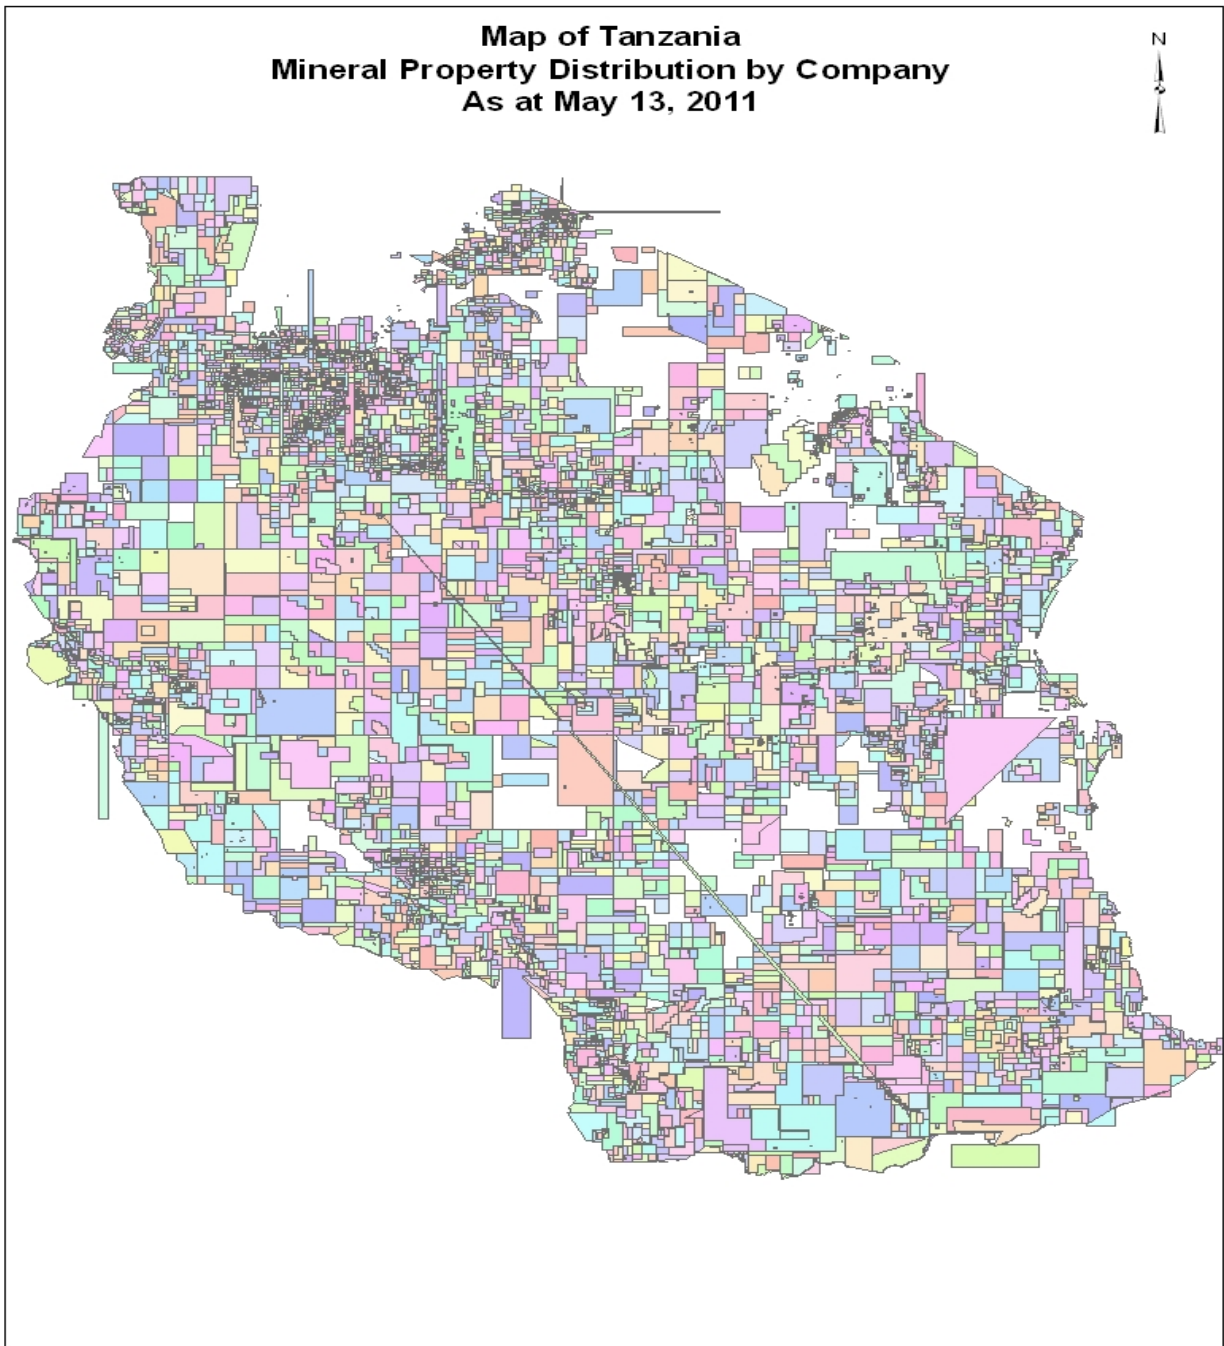 Map of Tanzania
Mineral Property Distribution by Company
As at May 13, 2011
N